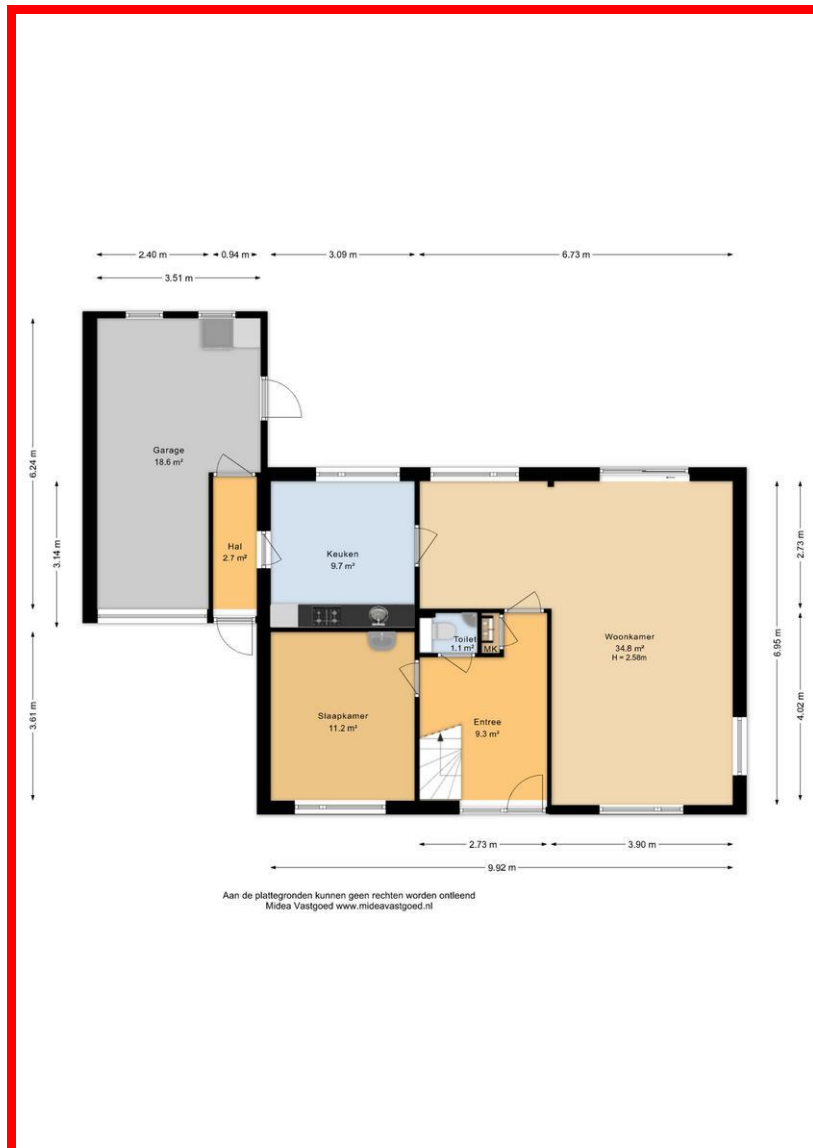 2.40 m
0.94 m
3.09 m
6.73 m
3.51 m
6.24 m
3.14 m
3.61 m
Garage
18.6 m²
Hal
2.7 m²
Keuken
9.7 m²
Woonkamer
34.8 m²
H = 2.58m
Toilet
1.1 m²
MK
Slaapkamer
11.2 m²
Entree
9.3 m²
2.73 m
6.95 m
4.02 m
2.73 m
3.90 m
9.92 m
Aan de plattegronden kunnen geen rechten worden ontleend
Midea Vastgoed www.mideavastgoed.nl